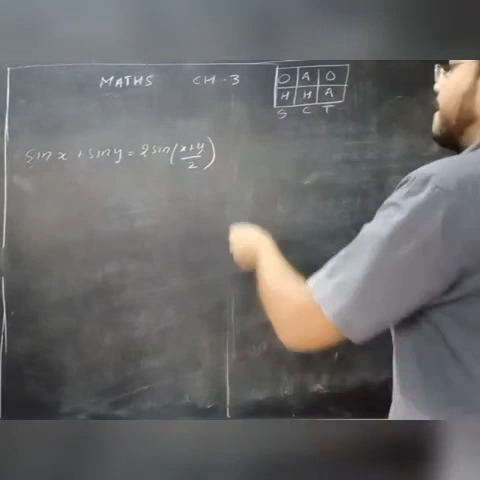 MATHS CH-3
O A O
H H A
S C T
sin x + sin y = 2 sin(x+y/2)